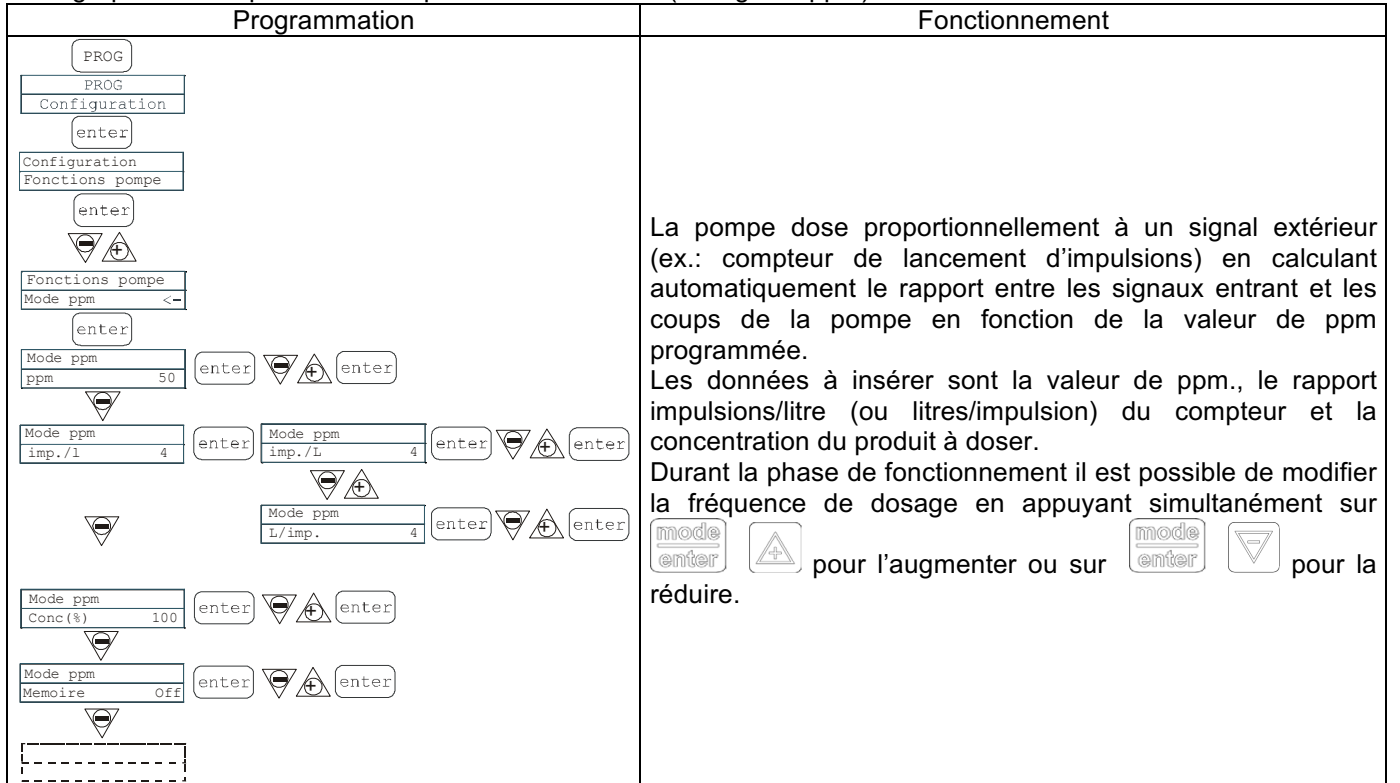 Programmation
Fonctionnement
PROG
PROG
Configuration
enter
Configuration
Fonctions pompe
enter
Fonctions pompe
Mode ppm <-
enter
Mode ppm
ppm 50
enter
enter
Mode ppm
imp./l 4
enter
Mode ppm
imp./L 4
enter
enter
Mode ppm
L/imp. 4
enter
enter
Mode ppm
Conc(%) 100
enter
enter
Mode ppm
Memoire Off
enter
enter
La pompe dose proportionnellement à un signal extérieur
(ex.: compteur de lancement d’impulsions) en calculant
automatiquement le rapport entre les signaux entrant et les
coups de la pompe en fonction de la valeur de ppm
programmée.
Les données à insérer sont la valeur de ppm., le rapport
impulsions/litre (ou litres/impulsion) du compteur et la
concentration du produit à doser.
Durant la phase de fonctionnement il est possible de modifier
la fréquence de dosage en appuyant simultanément sur
mode enter + pour l’augmenter ou sur mode enter - pour la
réduire.